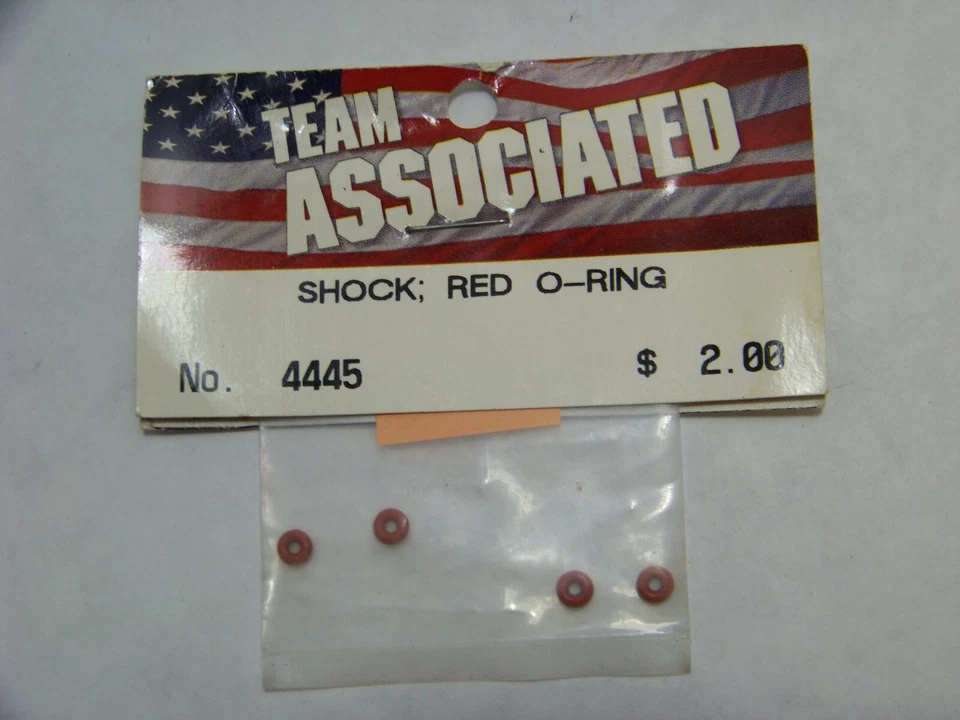 TEAM
ASSOCIATED
SHOCK; RED O-RING
No. 4445 $ 2.00